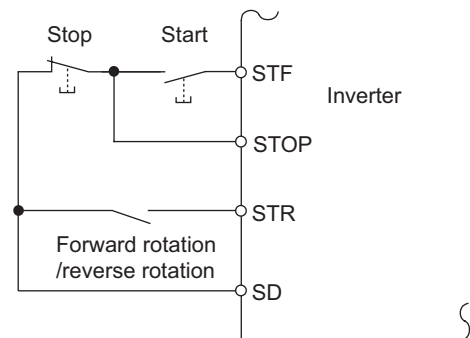 Stop
Start
STF
Inverter
STOP
STR
Forward rotation
/reverse rotation
SD